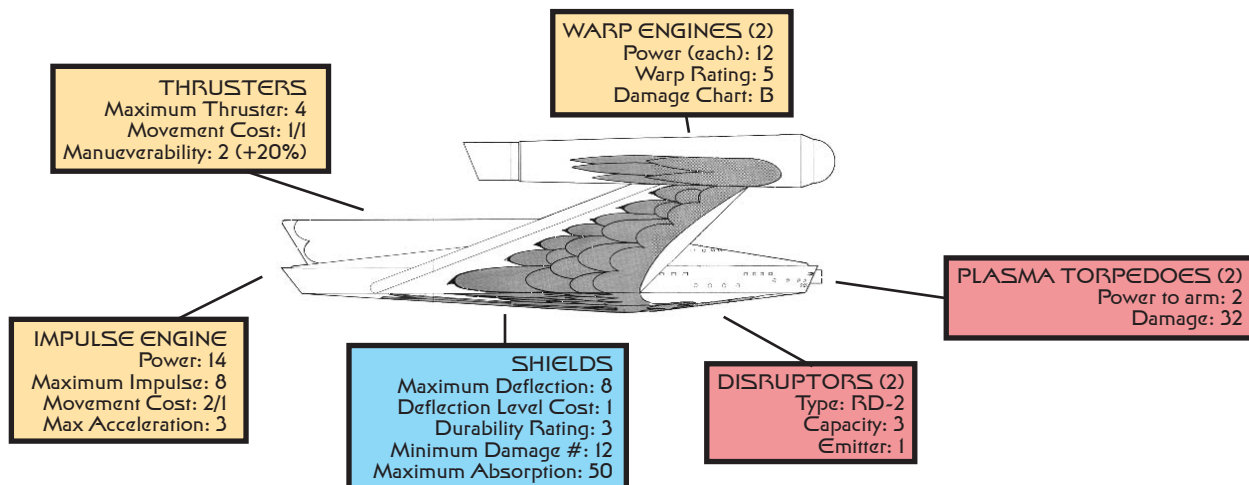 WARP ENGINES (2)
Power (each): 12
Warp Rating: 5
Damage Chart: B
THRUSTERS
Maximum Thruster: 4
Movement Cost: 1/1
Manueverability: 2 (+20%)
PLASMA TORPEDOES (2)
Power to arm: 2
Damage: 32
IMPULSE ENGINE
Power: 14
Maximum Impulse: 8
Movement Cost: 2/1
Max Acceleration: 3
SHIELDS
Maximum Deflection: 8
Deflection Level Cost: 1
Durability Rating: 3
Minimum Damage #: 12
Maximum Absorption: 50
DISRUPTORS (2)
Type: RD-2
Capacity: 3
Emitter: 1